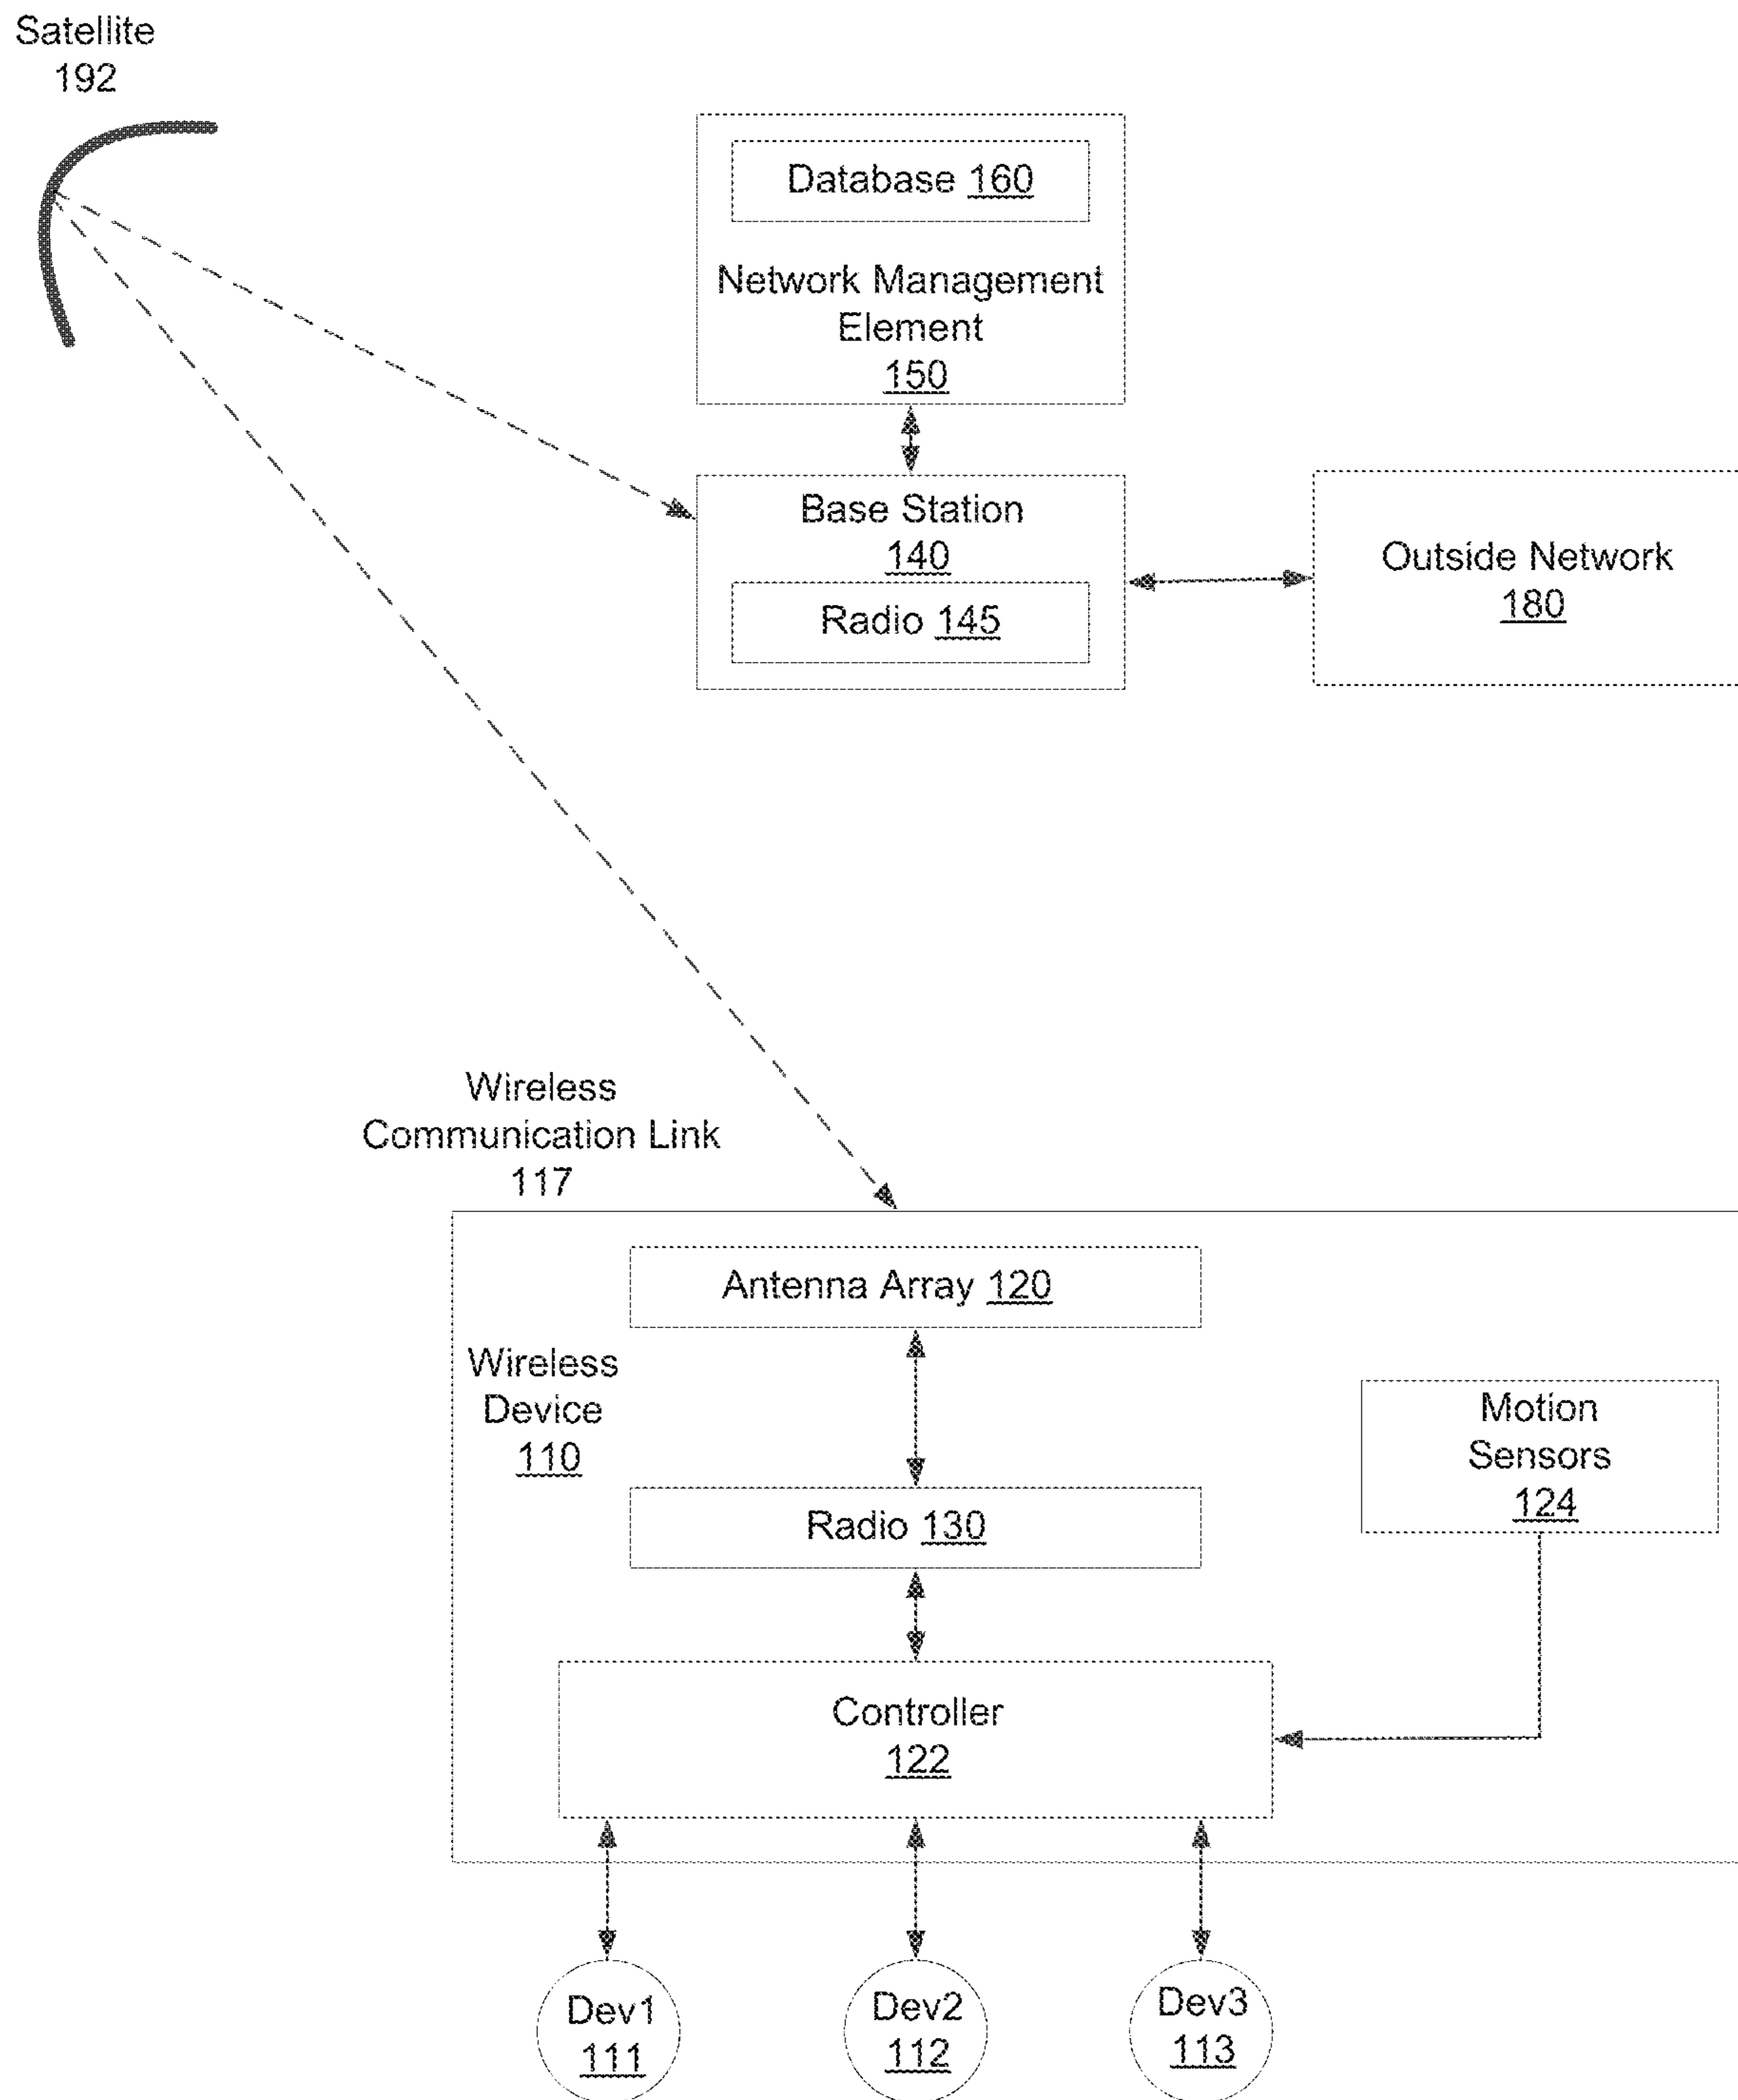 Satellite
192
Database 160
Network Management
Element
150
Base Station
140
Radio 145
Outside Network
180
Wireless
Communication Link
117
Antenna Array 120
Wireless
Device
110
Motion
Sensors
124
Radio 130
Controller
122
Dev1
111
Dev2
112
Dev3
113